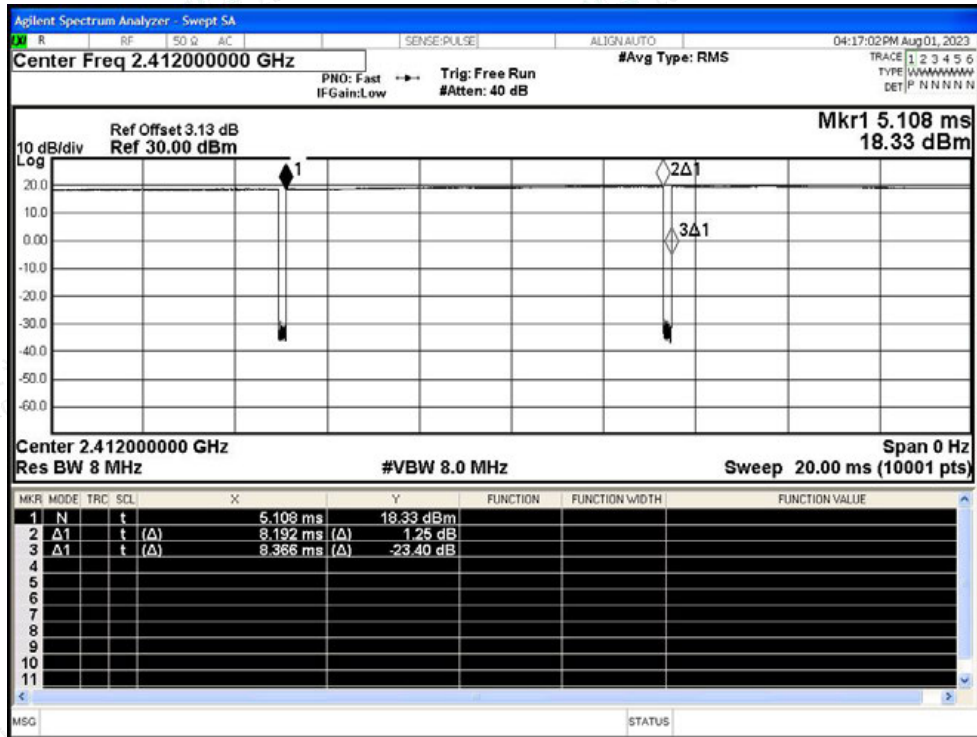 Agilent Spectrum Analyzer - Swept SA
R RF 50 Ω AC SENSE:PULSE ALIGN AUTO 04:17:02 PM Aug 01, 2023
Center Freq 2.412000000 GHz #Avg Type: RMS TRACE 1 2 3 4 5 6
PNO: Fast Trig: Free Run TYPE WWWWWWW
IFGain:Low #Atten: 40 dB DET P N N N N N
Mkr1 5.108 ms
Ref Offset 3.13 dB
10 dB/div Ref 30.00 dBm 18.33 dBm
Log
1
2Δ1
20.0
10.0
3Δ1
0.00
-10.0
-20.0
-30.0
-40.0
-50.0
-60.0
Center 2.412000000 GHz Span 0 Hz
Res BW 8 MHz #VBW 8.0 MHz Sweep 20.00 ms (10001 pts)
MKR MODE TRC SCL X Y FUNCTION FUNCTION WIDTH FUNCTION VALUE
1 N t 5.108 ms 18.33 dBm
2 Δ1 t (Δ) 8.192 ms (Δ) 1.25 dB
3 Δ1 t (Δ) 8.366 ms (Δ) -23.40 dB
4
5
6
7
8
9
10
11
MSG STATUS